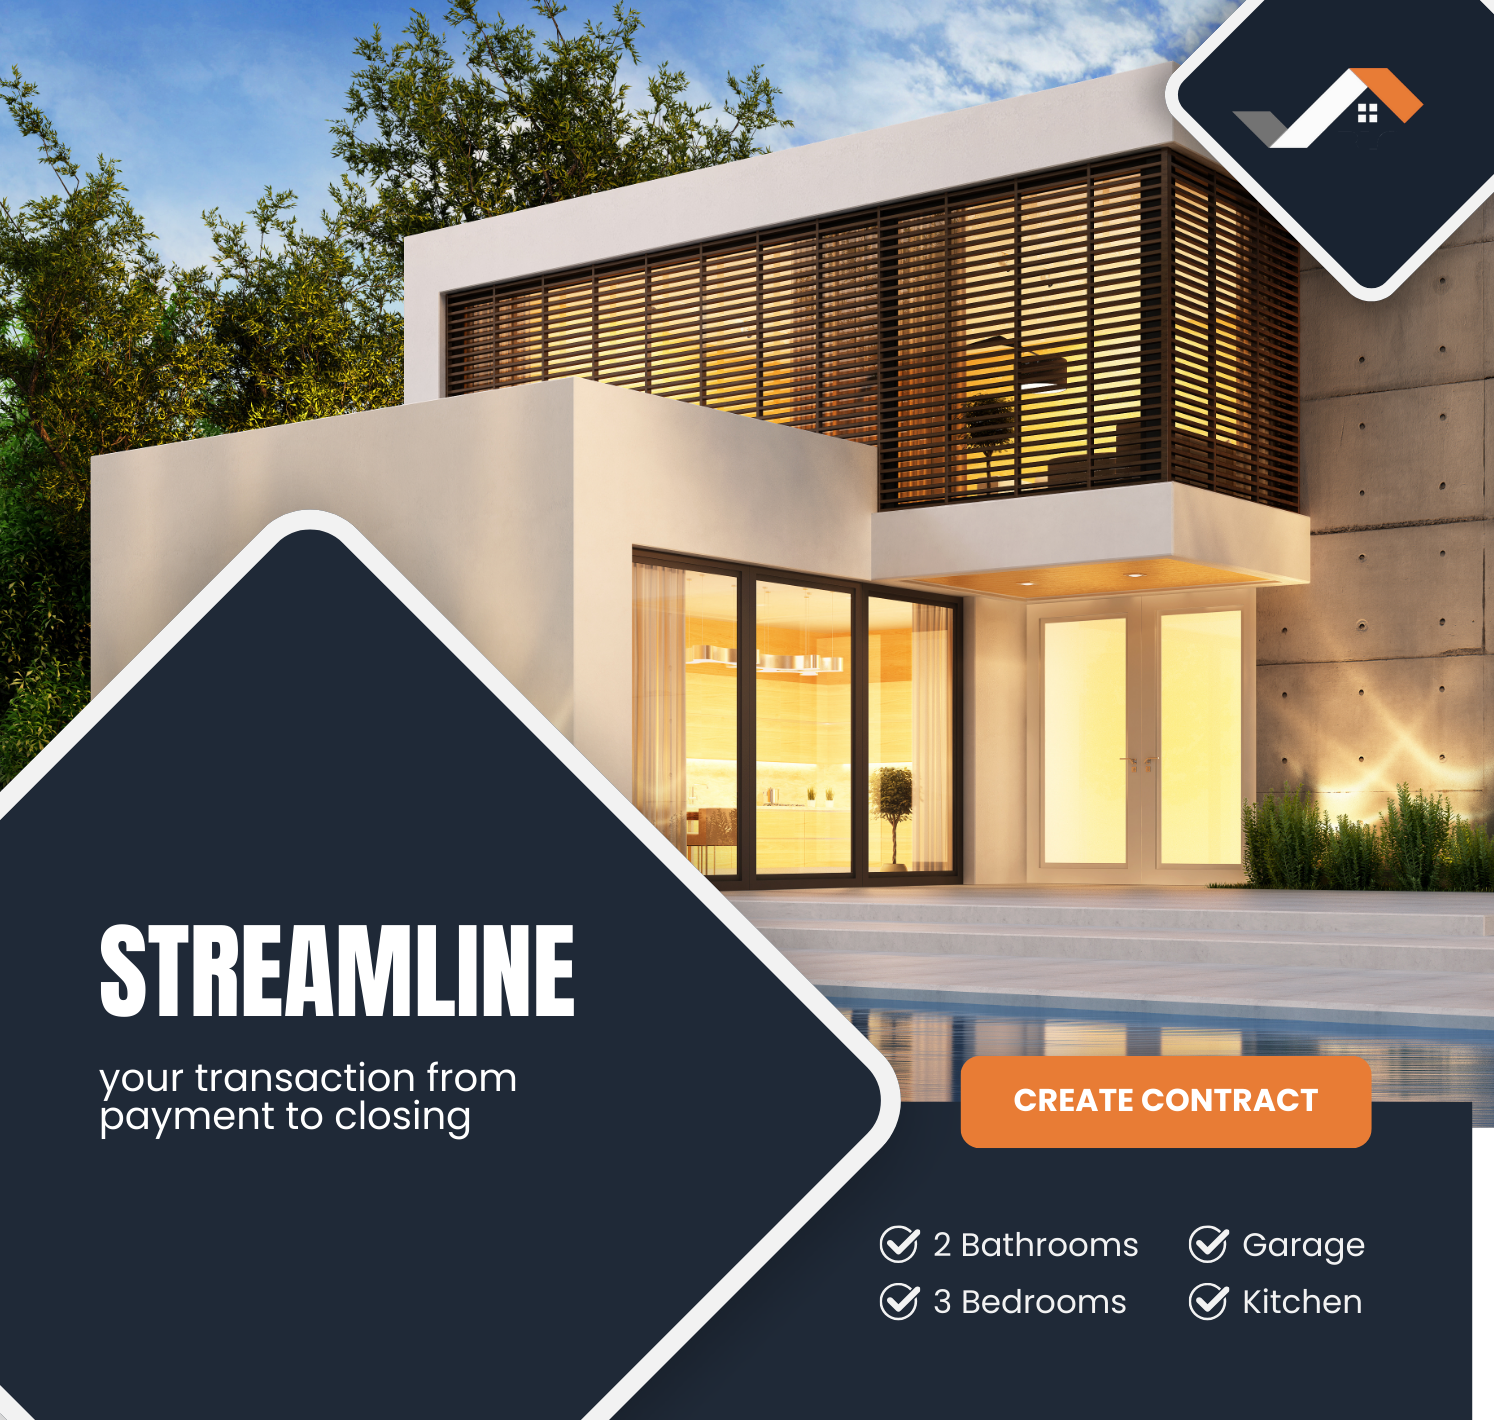 STREAMLINE
your transaction from
payment to closing
CREATE CONTRACT
2 Bathrooms
Garage
3 Bedrooms
Kitchen